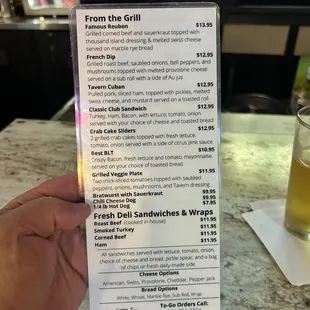 From the Grill
Famous Reuben $13.95
Grilled corned beef and sauerkraut topped with
thousand island dressing & melted swiss cheese
served on marble rye bread
French Dip $12.95
Grilled roast beef, sautéed onions, bell peppers, and
mushrooms topped with melted provolone cheese
served on a sub roll with a side of Au jus
Tavern Cuban $12.95
Pulled pork, sliced ham, topped with pickles, melted
swiss cheese, and mustard served on a toasted roll
Classic Club Sandwich $12.95
Turkey, Ham, Bacon, with lettuce, tomato, onion
served with your choice of cheese and toasted bread
Crab Cake Sliders $12.95
2 grilled crab cakes topped with fresh lettuce,
tomato, onion served with a side of citrus pine sauce
Best BLT $10.95
Crispy Bacon, fresh lettuce and tomato, mayonnaise,
served on your choice of toasted bread
Grilled Veggie Plate $11.95
Two thick sliced tomatoes topped with sautéed
peppers, onions, mushrooms, and Tavern dressing
Bratwurst with Sauerkraut $9.95
Chili Cheese Dog $9.95
1/4 lb Hot Dog $7.95
Fresh Deli Sandwiches & Wraps
Roast Beef (cooked in house) $11.95
Smoked Turkey $11.95
Corned Beef $11.95
Ham $11.95
All sandwiches served with lettuce, tomato, onion,
choice of cheese and bread, pickle spear, and a bag
of chips or fresh daily made side.
Cheese Options
American, Swiss, Provolone, Cheddar, Pepper Jack
Bread Options
White, Wheat, Marble Rye, Sub Roll, Wrap
To-Go Orders Call: